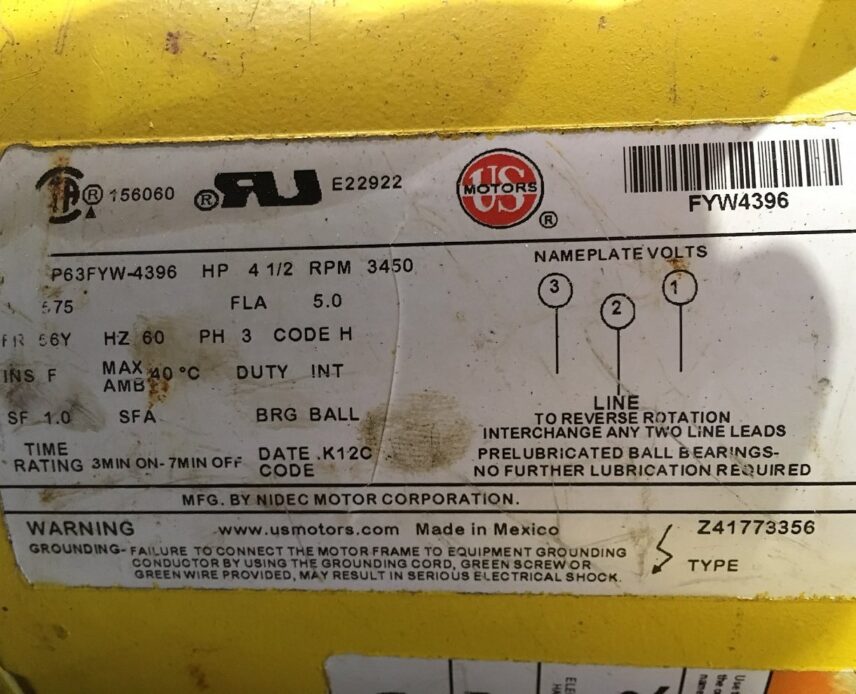 ® 156060
® E22922
US
MOTORS
®
FYW4396
P63FYW-4396 HP 4 1/2 RPM 3450
575 FLA 5.0
FR 56Y HZ 60 PH 3 CODE H
INS F MAX AMB 40 °C DUTY INT
SF 1.0 SFA BRG BALL
TIME RATING 3MIN ON-7MIN OFF DATE CODE .K12C
NAMEPLATE VOLTS
3 2 1
LINE
TO REVERSE ROTATION
INTERCHANGE ANY TWO LINE LEADS
PRELUBRICATED BALL BEARINGS-
NO FURTHER LUBRICATION REQUIRED
MFG. BY NIDEC MOTOR CORPORATION.
WARNING www.usmotors.com Made in Mexico Z41773356
GROUNDING- FAILURE TO CONNECT THE MOTOR FRAME TO EQUIPMENT GROUNDING
CONDUCTOR BY USING THE GROUNDING CORD, GREEN SCREW OR
GREEN WIRE PROVIDED, MAY RESULT IN SERIOUS ELECTRICAL SHOCK.
TYPE